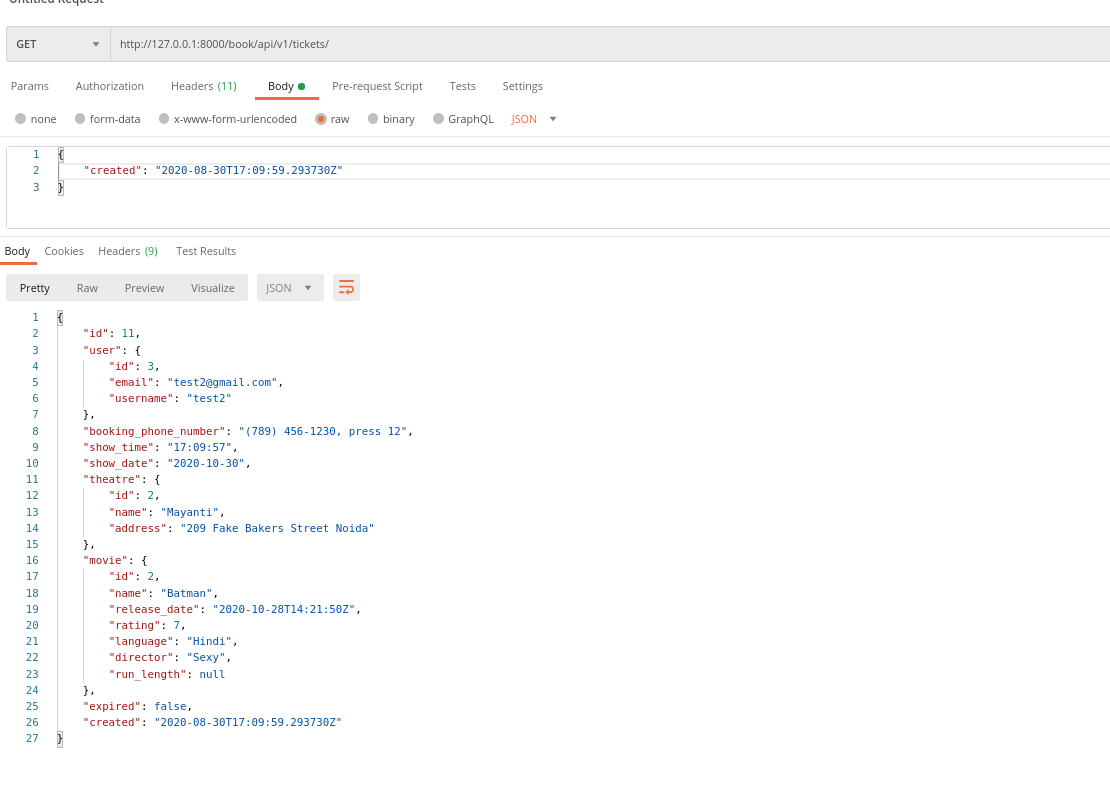 Untitled Request
GET http://127.0.0.1:8000/book/api/v1/tickets/
Params Authorization Headers (11) Body Pre-request Script Tests Settings
none form-data x-www-form-urlencoded raw binary GraphQL JSON
1 {
2 "created": "2020-08-30T17:09:59.293730Z"
3 }
Body Cookies Headers (9) Test Results
Pretty Raw Preview Visualize JSON
1 {
2 "id": 11,
3 "user": {
4 "id": 3,
5 "email": "test2@gmail.com",
6 "username": "test2"
7 },
8 "booking_phone_number": "(789) 456-1230, press 12",
9 "show_time": "17:09:57",
10 "show_date": "2020-10-30",
11 "theatre": {
12 "id": 2,
13 "name": "Mayanti",
14 "address": "209 Fake Bakers Street Noida"
15 },
16 "movie": {
17 "id": 2,
18 "name": "Batman",
19 "release_date": "2020-10-28T14:21:50Z",
20 "rating": 7,
21 "language": "Hindi",
22 "director": "Sexy",
23 "run_length": null
24 },
25 "expired": false,
26 "created": "2020-08-30T17:09:59.293730Z"
27 }